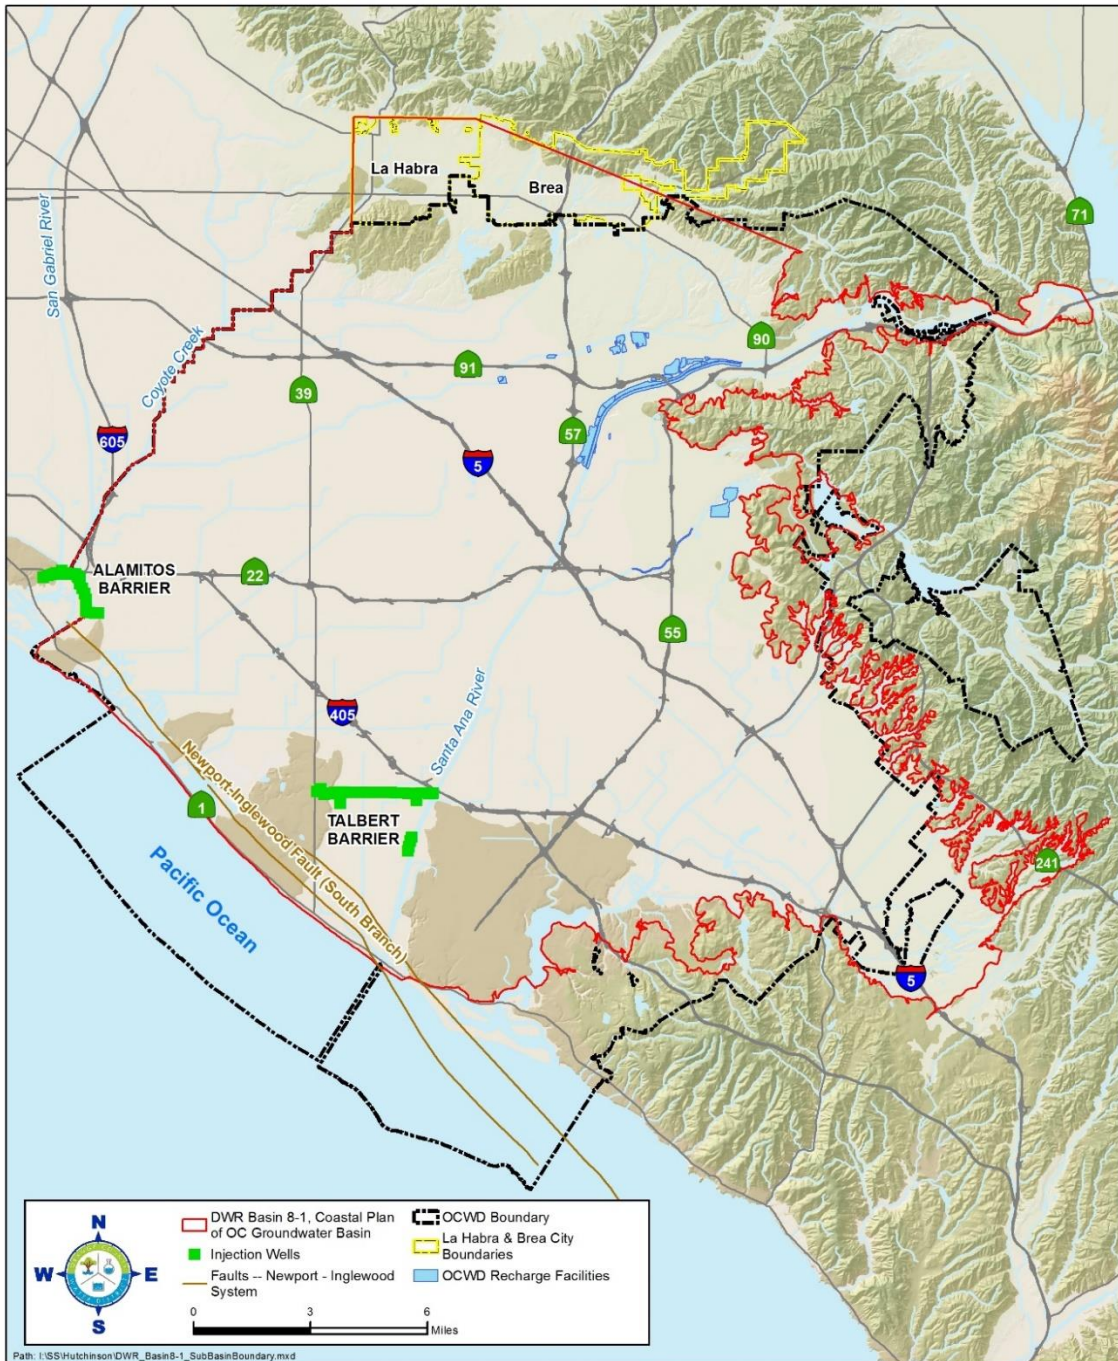 La Habra
Brea
71
San Gabriel River
Coyote Creek
90
91
39
605
57
5
ALAMITOS
BARRIER
22
55
405
Santa Ana River
Newport-Inglewood Fault (South Branch)
1
TALBERT
BARRIER
Pacific Ocean
241
5
N
W E
S
DWR Basin 8-1, Coastal Plan
of OC Groundwater Basin
Injection Wells
Faults -- Newport - Inglewood
System
OCWD Boundary
La Habra & Brea City
Boundaries
OCWD Recharge Facilities
0 3 6
Miles
Path: I:\SS\Hutchinson\DWR_Basin8-1_SubBasinBoundary.mxd